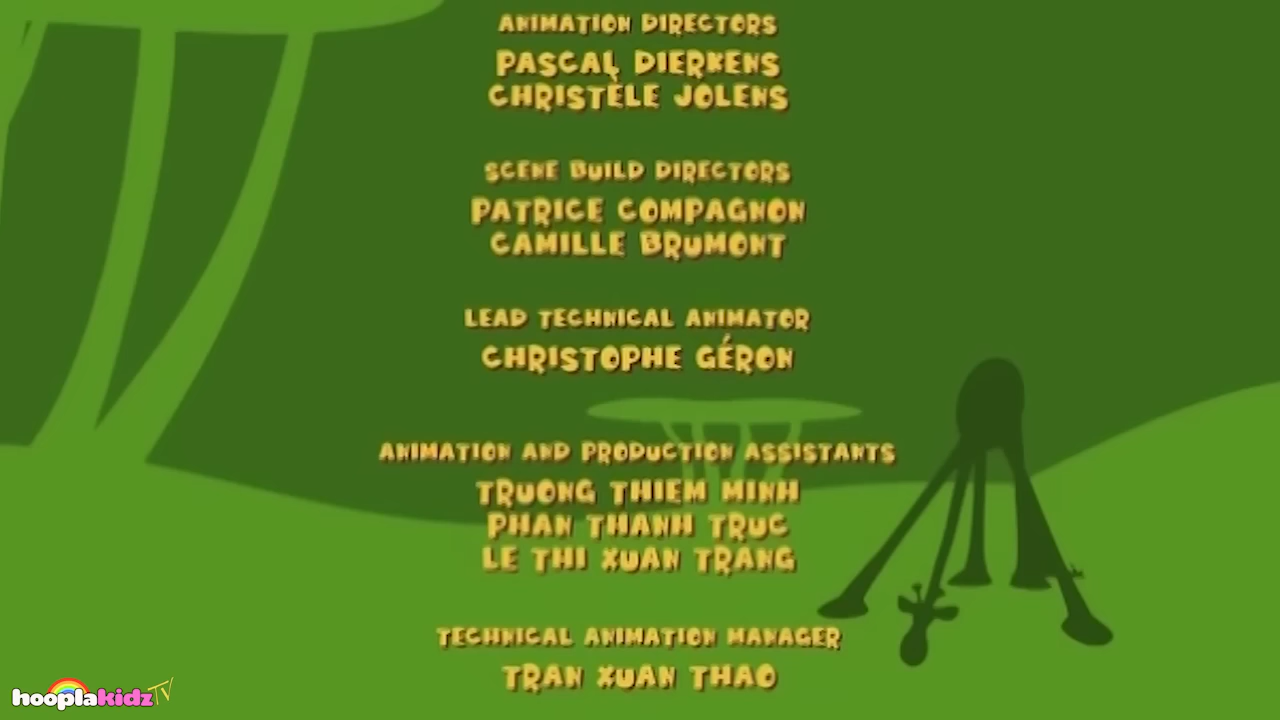 ANIMATION DIRECTORS
PASCAL DIERKENS
CHRISTÈLE JOLENS
SCENE BUILD DIRECTORS
PATRICE COMPAGNON
CAMILLE BRUMONT
LEAD TECHNICAL ANIMATOR
CHRISTOPHE GÉRON
ANIMATION AND PRODUCTION ASSISTANTS
TRUONG THIEM MINH
PHAN THANH TRUC
LE THI XUAN TRANG
TECHNICAL ANIMATION MANAGER
TRAN XUAN THAO
hooplakidz TV